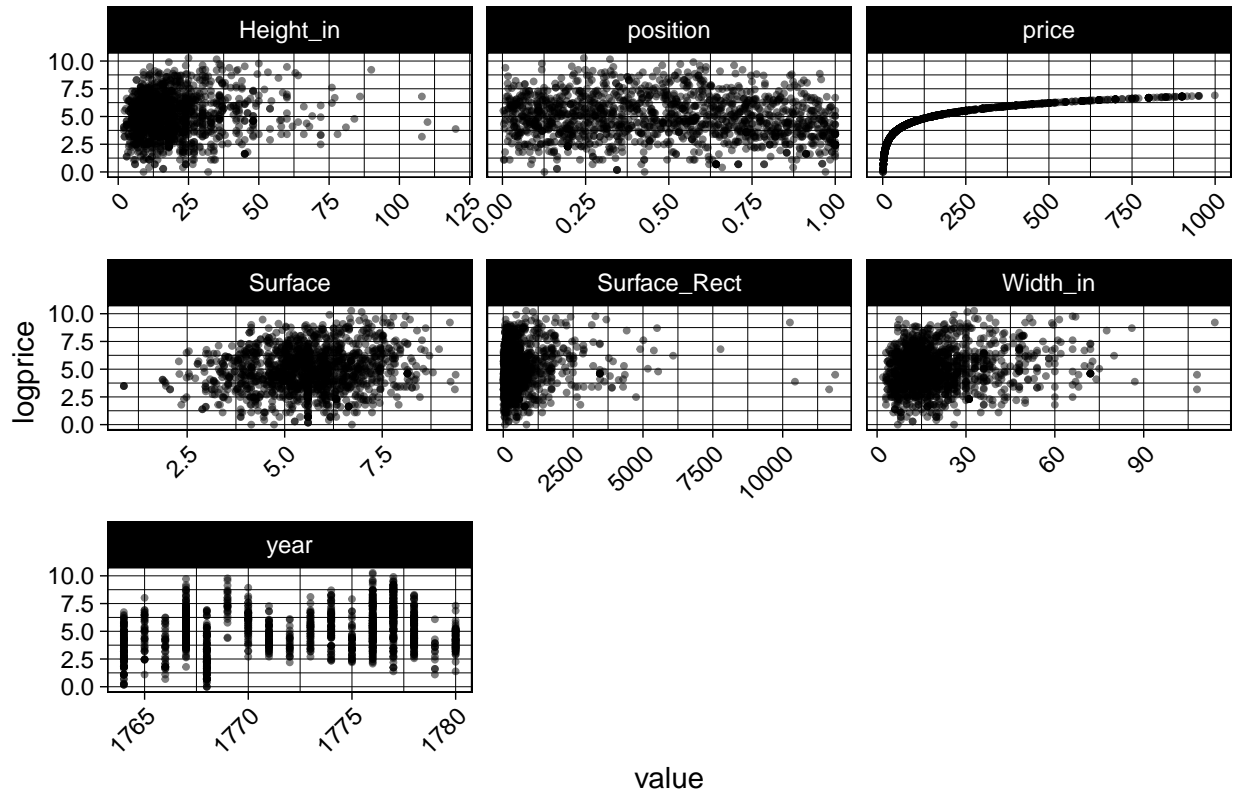 Height_in position price
10.0
7.5
5.0
2.5
0.0
0 25 50 75 100 125 0.00 0.25 0.50 0.75 1.00 0 250 500 750 1000
Surface Surface_Rect Width_in
10.0
7.5
5.0
2.5
0.0
2.5 5.0 7.5 0 2500 5000 7500 10000 0 30 60 90
logprice
year
10.0
7.5
5.0
2.5
0.0
1765 1770 1775 1780
value